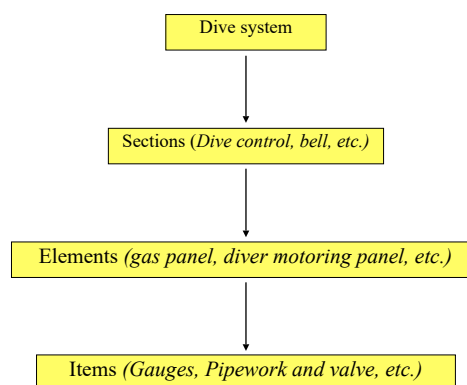 Dive system
Sections (Dive control, bell, etc.)
Elements (gas panel, diver motoring panel, etc.)
Items (Gauges, Pipework and valve, etc.)